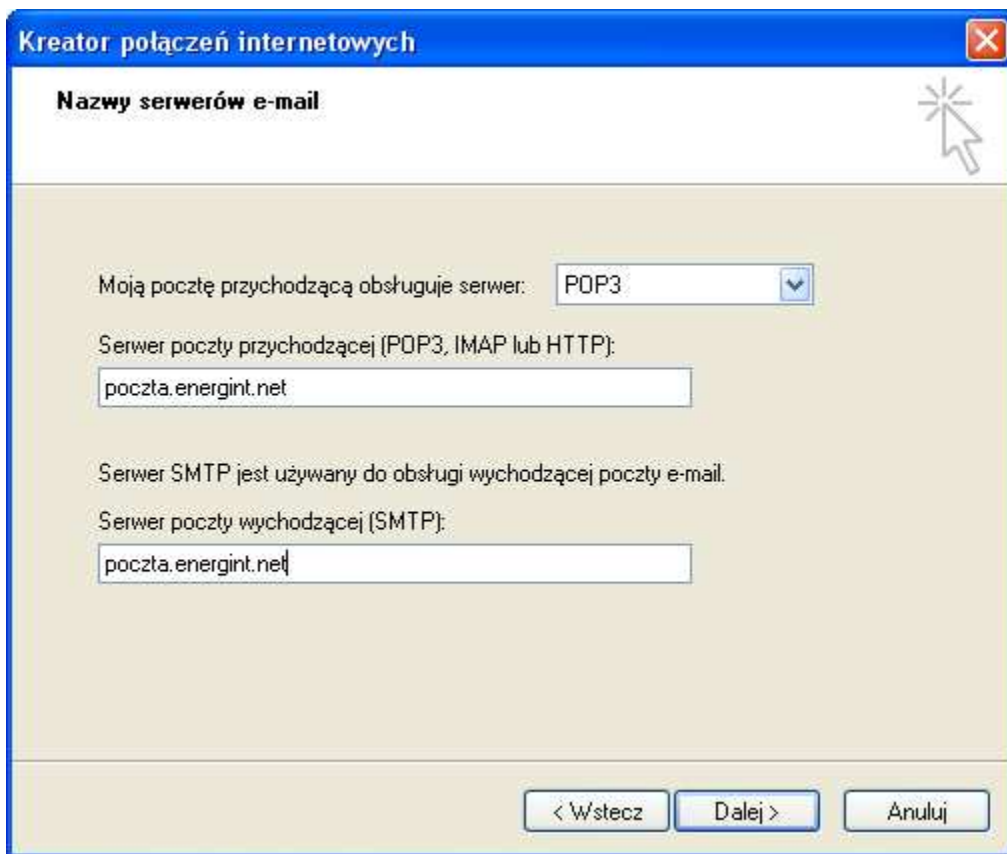 Kreator połączeń internetowych
Nazwy serwerów e-mail
Moją pocztę przychodzącą obsługuje serwer: POP3
Serwer poczty przychodzącej (POP3, IMAP lub HTTP):
poczta.energint.net
Serwer SMTP jest używany do obsługi wychodzącej poczty e-mail.
Serwer poczty wychodzącej (SMTP):
poczta.energint.net
< Wstecz Dalej > Anuluj